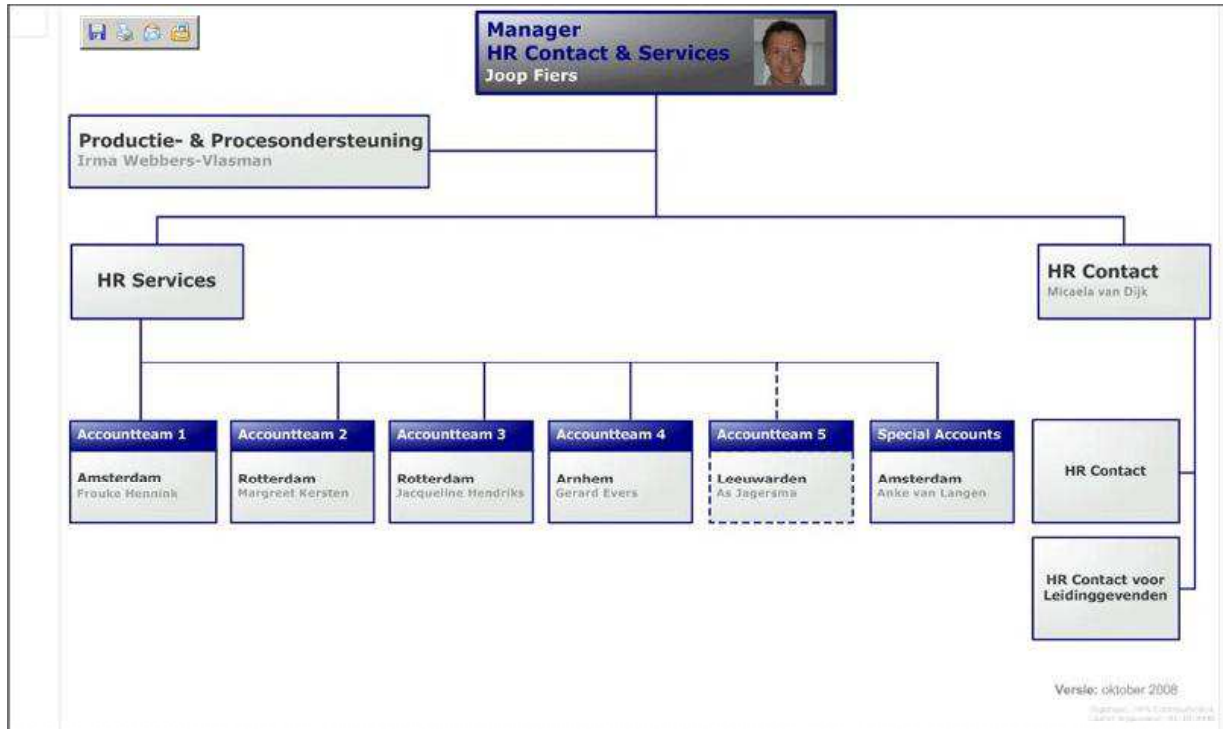 Manager
HR Contact & Services
Joop Fiers
Productie- & Procesondersteuning
Irma Webbers-Vlasman
HR Services
HR Contact
Micaela van Dijk
Accountteam 1
Amsterdam
Frouke Hennink
Accountteam 2
Rotterdam
Margreet Kersten
Accountteam 3
Rotterdam
Jacqueline Hendriks
Accountteam 4
Arnhem
Gerard Evers
Accountteam 5
Leeuwarden
As Jagersma
Special Accounts
Amsterdam
Anke van Langen
HR Contact
HR Contact voor
Leidinggevenden
Versie: oktober 2008